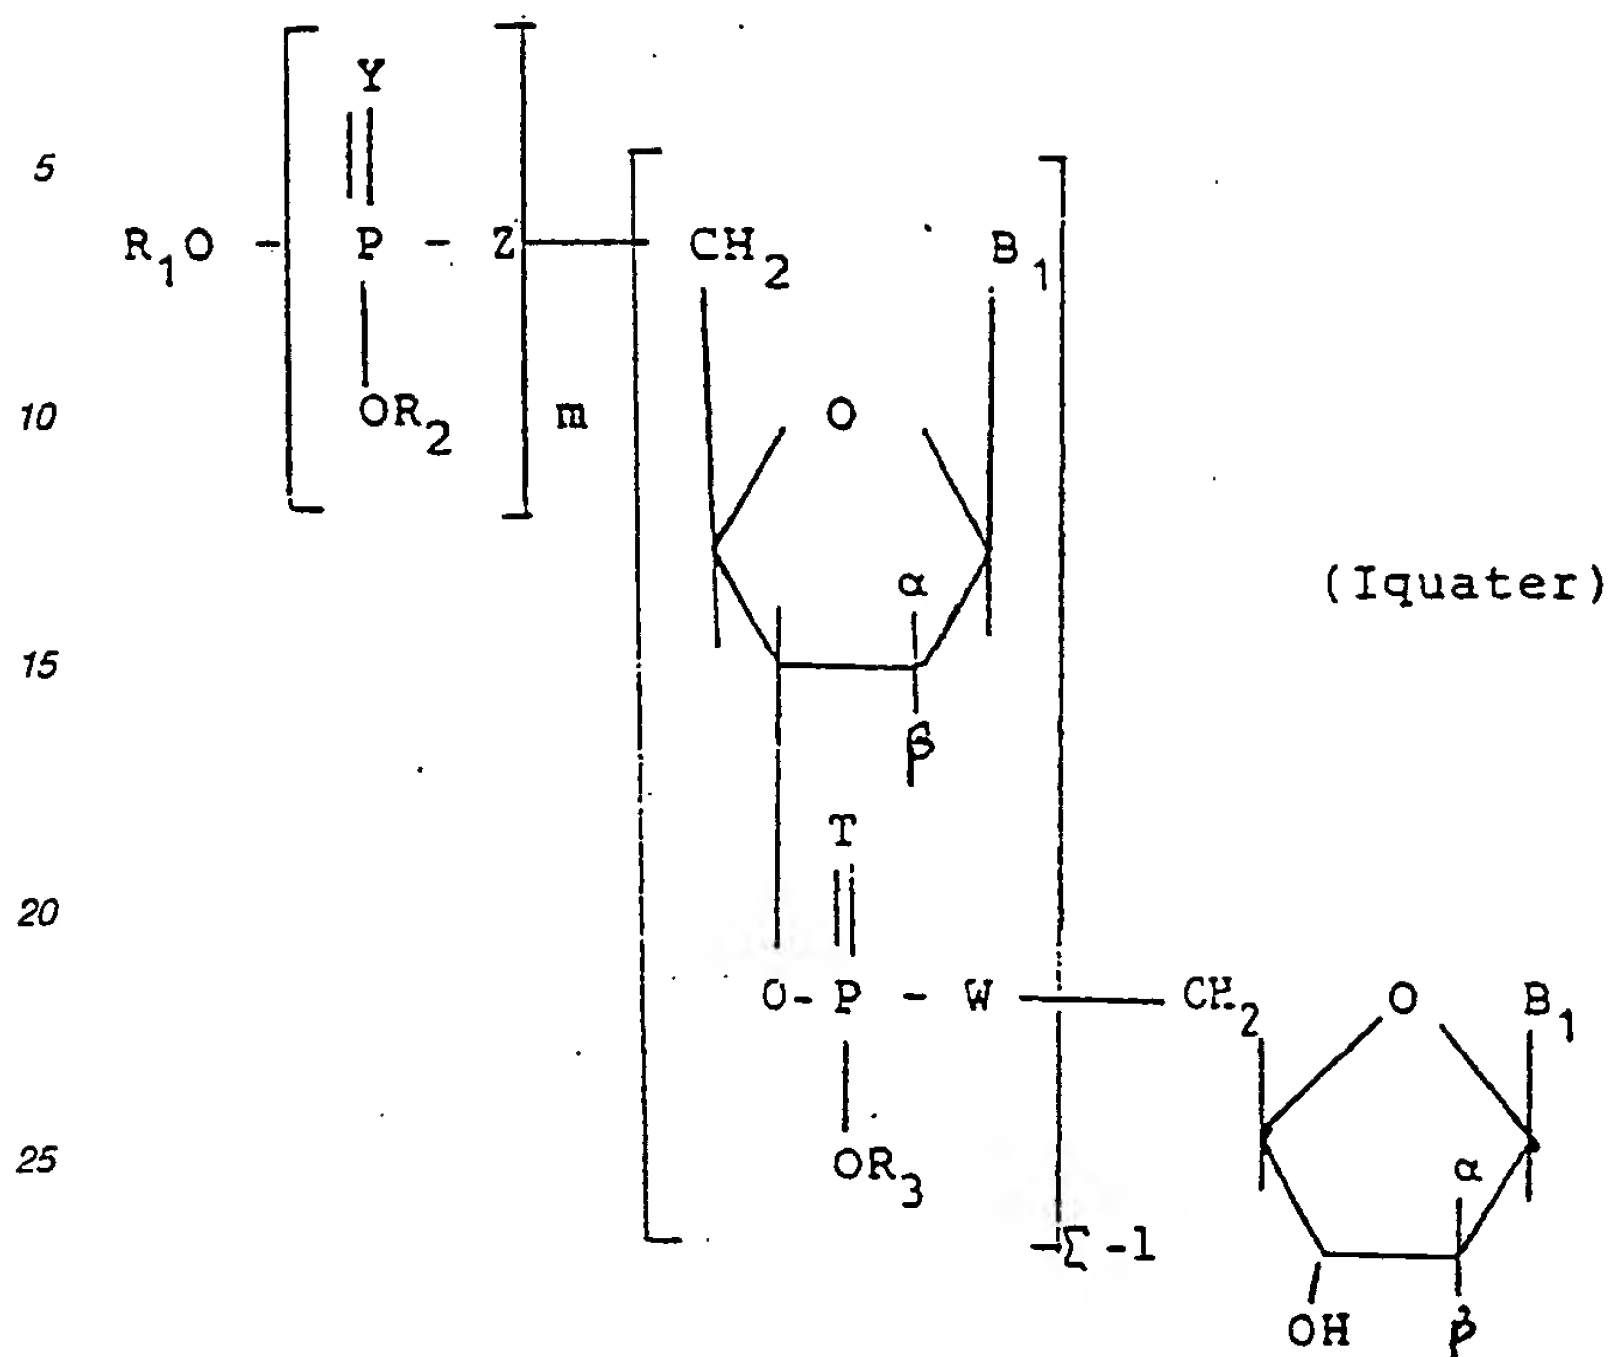 Y
5
R1O - P - Z CH2 B1
10 OR2 m O
α
(Iquater)
15
β
T
20
O- P - W CH2 O B1
25 OR3 α
Σ -1
OH β